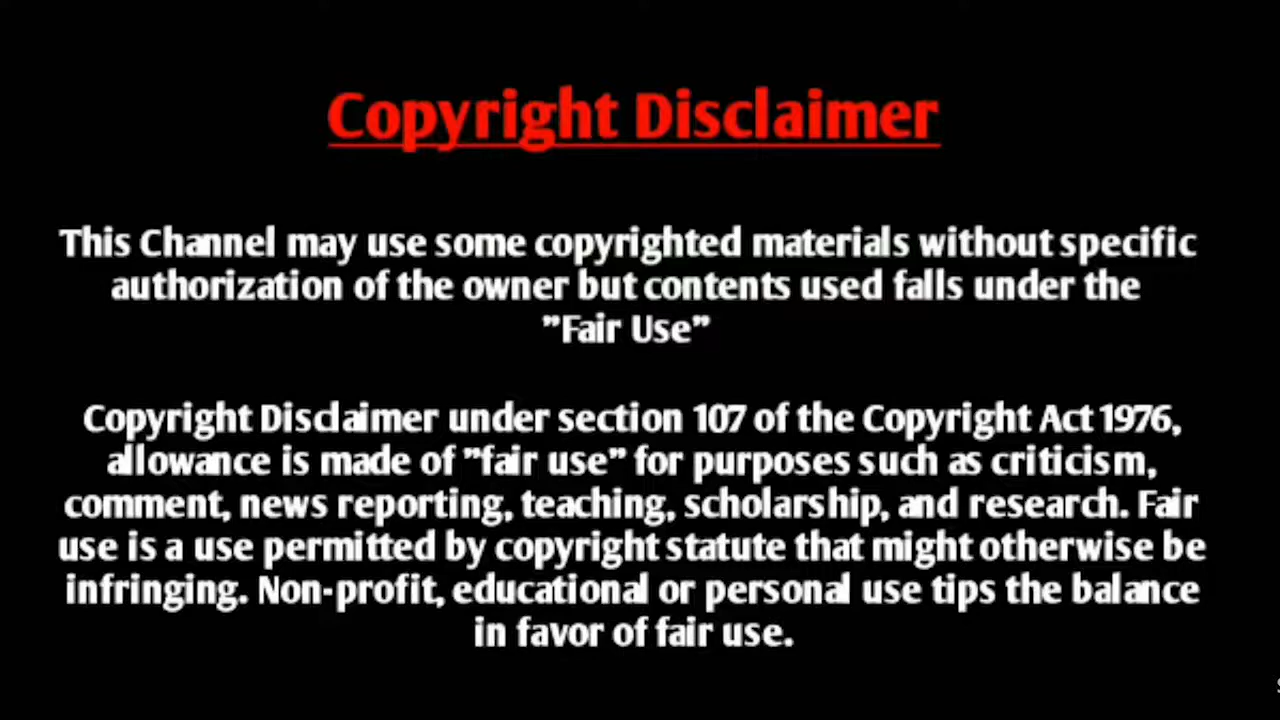 Copyright Disclaimer
This Channel may use some copyrighted materials without specific
authorization of the owner but contents used falls under the
"Fair Use"
Copyright Disclaimer under section 107 of the Copyright Act 1976,
allowance is made of "fair use" for purposes such as criticism,
comment, news reporting, teaching, scholarship, and research. Fair
use is a use permitted by copyright statute that might otherwise be
infringing. Non-profit, educational or personal use tips the balance
in favor of fair use.